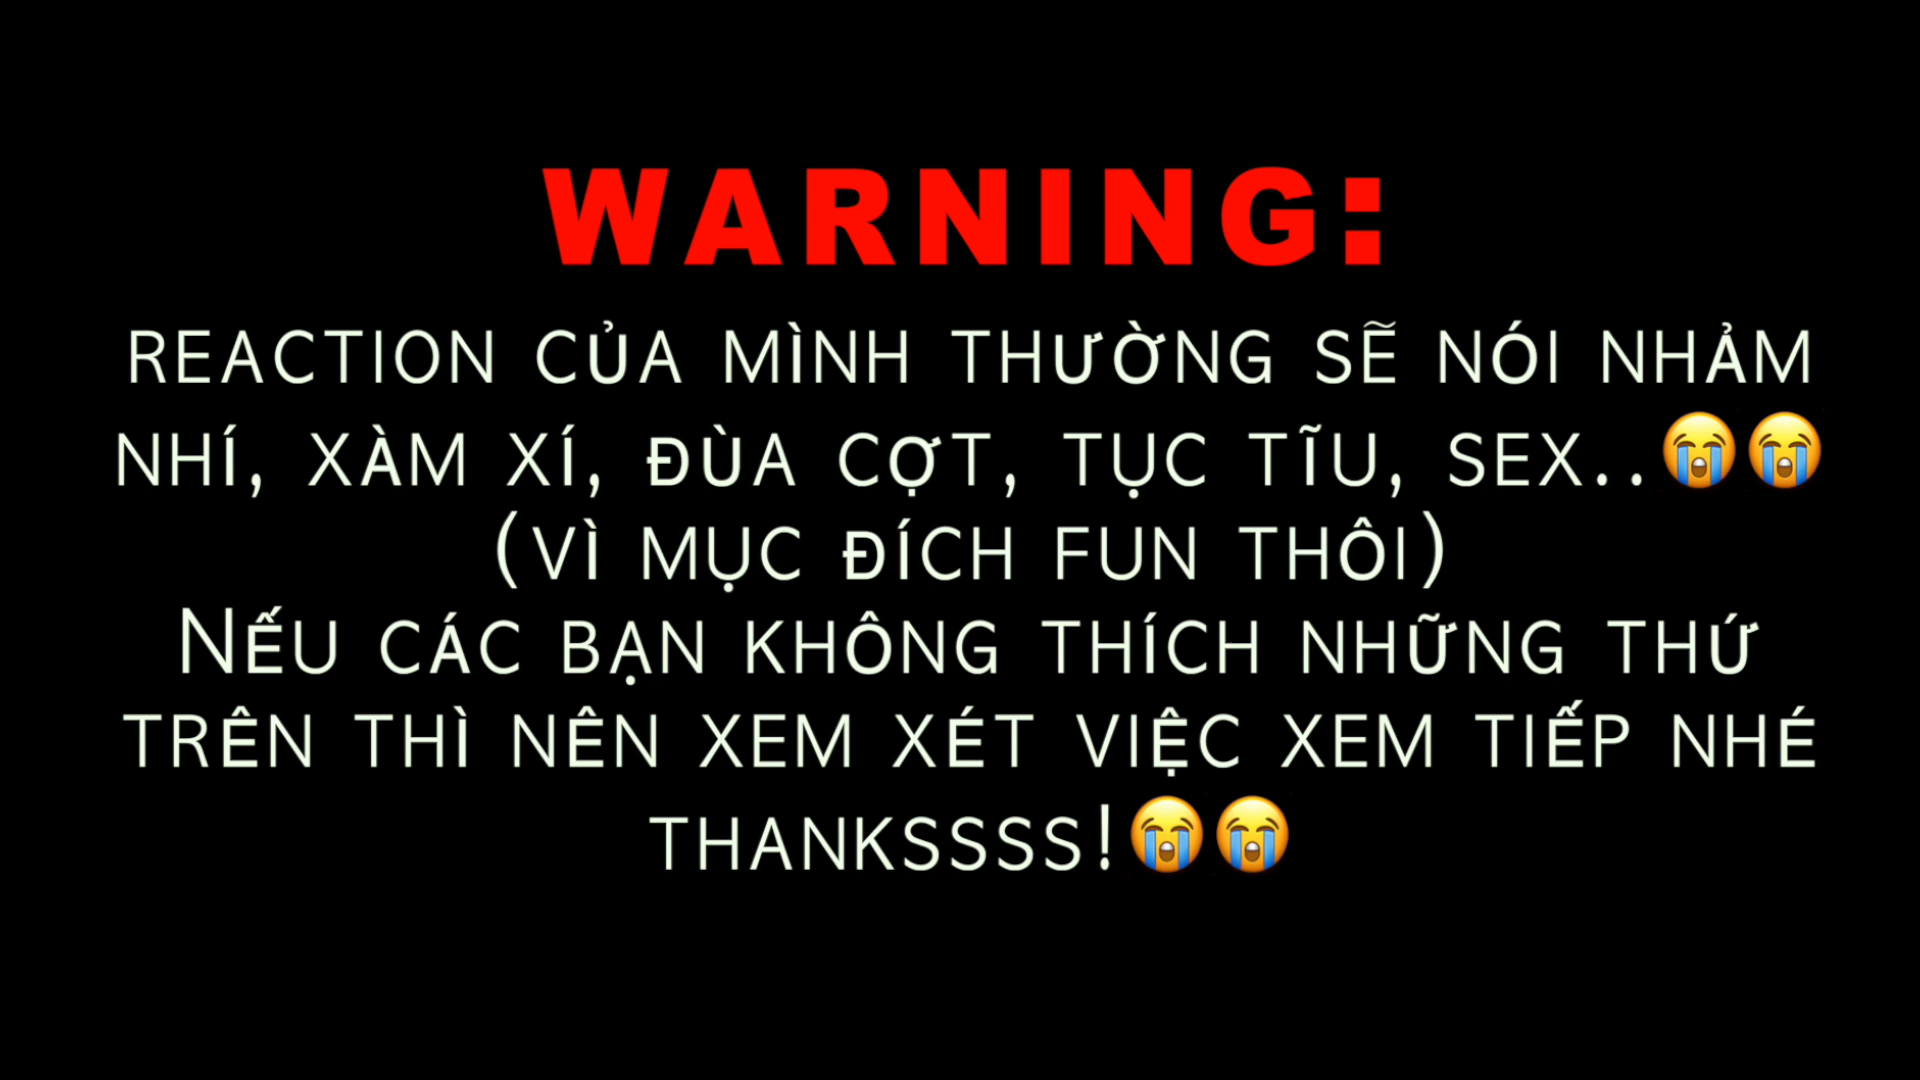 WARNING:
REACTION CỦA MÌNH THƯỜNG SẼ NÓI NHẢM
NHÍ, XÀM XÍ, ĐÙA CỢT, TỤC TĨU, SEX..😭😭
(VÌ MỤC ĐÍCH FUN THÔI)
NẾU CÁC BẠN KHÔNG THÍCH NHỮNG THỨ
TRÊN THÌ NÊN XEM XÉT VIỆC XEM TIẾP NHÉ
THANKSSSS!😭😭